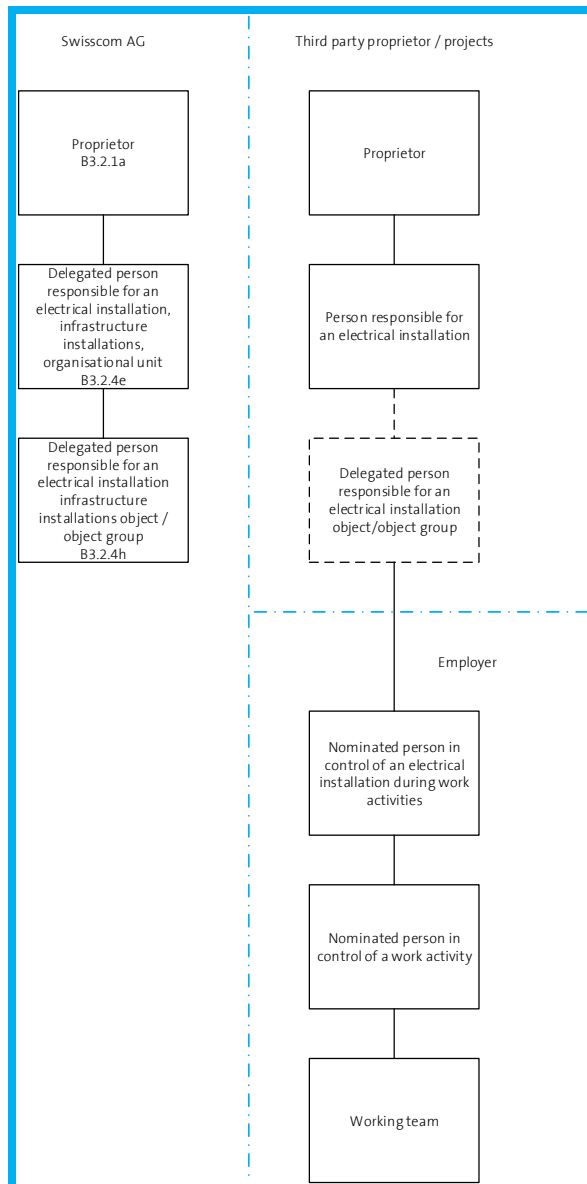 Swisscom AG
Third party proprietor / projects
Proprietor
B3.2.1a
Proprietor
Delegated person
responsible for an
electrical installation,
infrastructure
installations,
organisational unit
B3.2.4e
Person responsible for
an electrical installation
Delegated person
responsible for an
electrical installation
infrastructure
installations object /
object group
B3.2.4h
Delegated person
responsible for an
electrical installation
object/object group
Employer
Nominated person in
control of an electrical
installation during work
activities
Nominated person in
control of a work activity
Working team